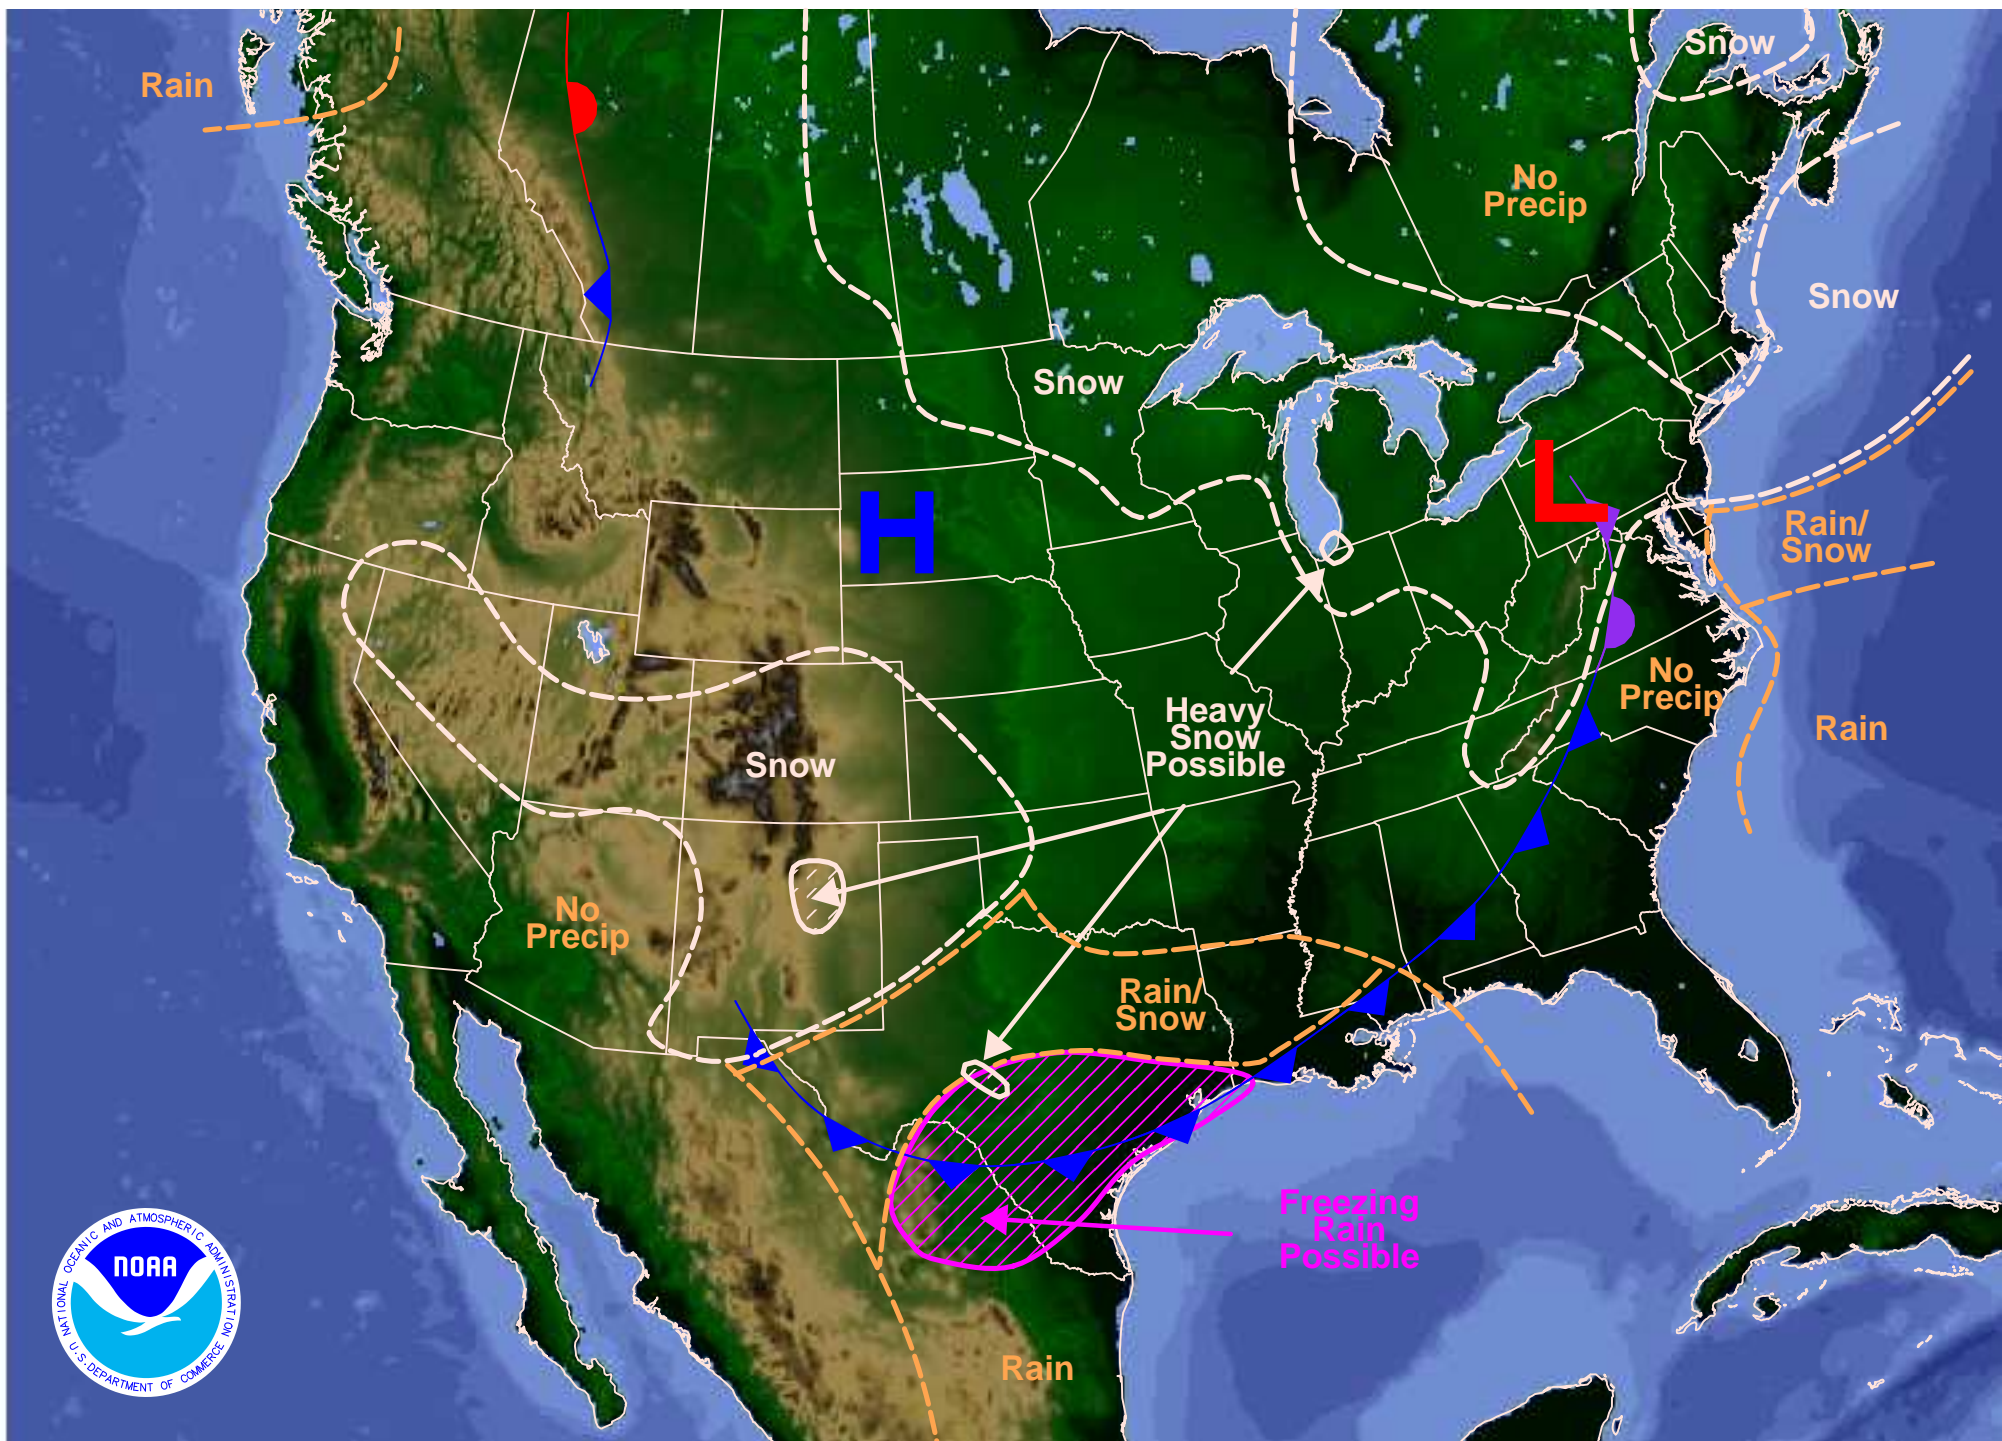 Snow
Rain
No
Precip
Snow
Snow
L
H
Rain/
Snow
No
Precip
Heavy
Snow
Possible
Rain
Snow
No
Precip
Rain/
Snow
Freezing
Rain
Possible
NATIONAL OCEANIC AND ATMOSPHERIC ADMINISTRATION
NOAA
U.S. DEPARTMENT OF COMMERCE
Rain